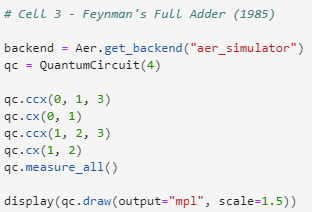 # Cell 3 - Feynman's Full Adder (1985)
backend = Aer.get_backend("aer_simulator")
qc = QuantumCircuit(4)
qc.ccx(0, 1, 3)
qc.cx(0, 1)
qc.ccx(1, 2, 3)
qc.cx(1, 2)
qc.measure_all()
display(qc.draw(output="mpl", scale=1.5))